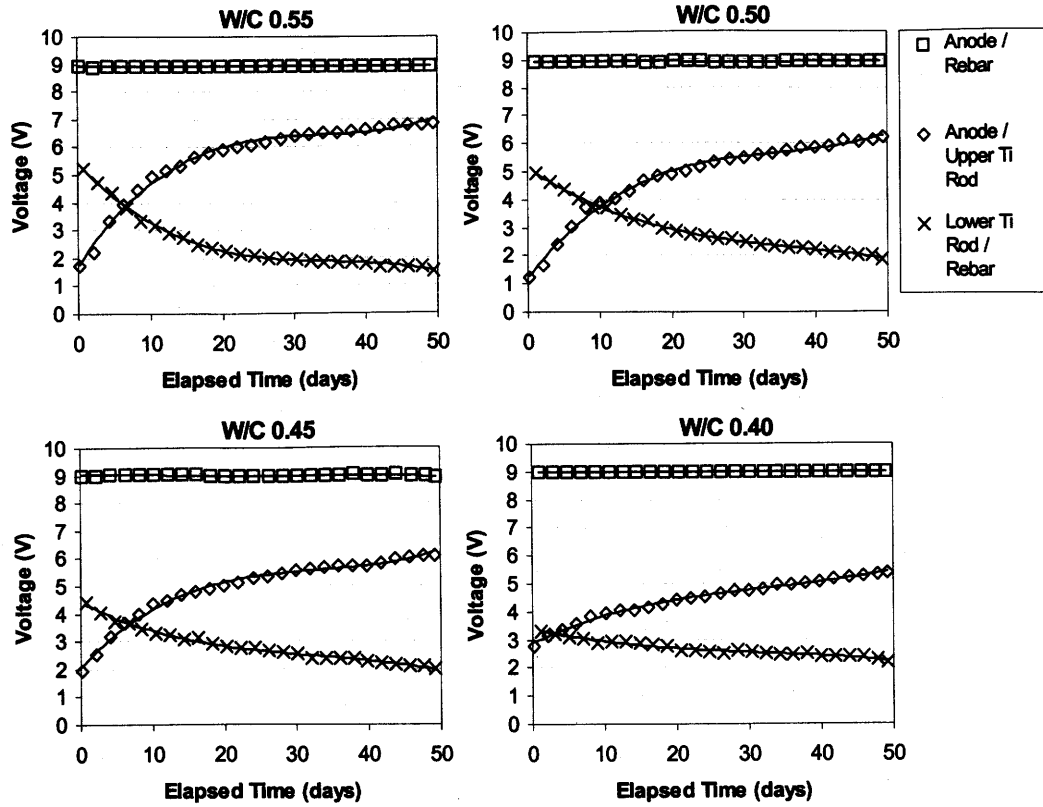 W/C 0.55
10
9
8
7
6
5
4
3
2
1
0
Voltage (V)
0 10 20 30 40 50
Elapsed Time (days)
W/C 0.50
10
9
8
7
6
5
4
3
2
1
0
Voltage (V)
0 10 20 30 40 50
Elapsed Time (days)
Anode /
Rebar
Anode /
Upper Ti
Rod
Lower Ti
Rod /
Rebar
W/C 0.45
10
9
8
7
6
5
4
3
2
1
0
Voltage (V)
0 10 20 30 40 50
Elapsed Time (days)
W/C 0.40
10
9
8
7
6
5
4
3
2
1
0
Voltage (V)
0 10 20 30 40 50
Elapsed Time (days)